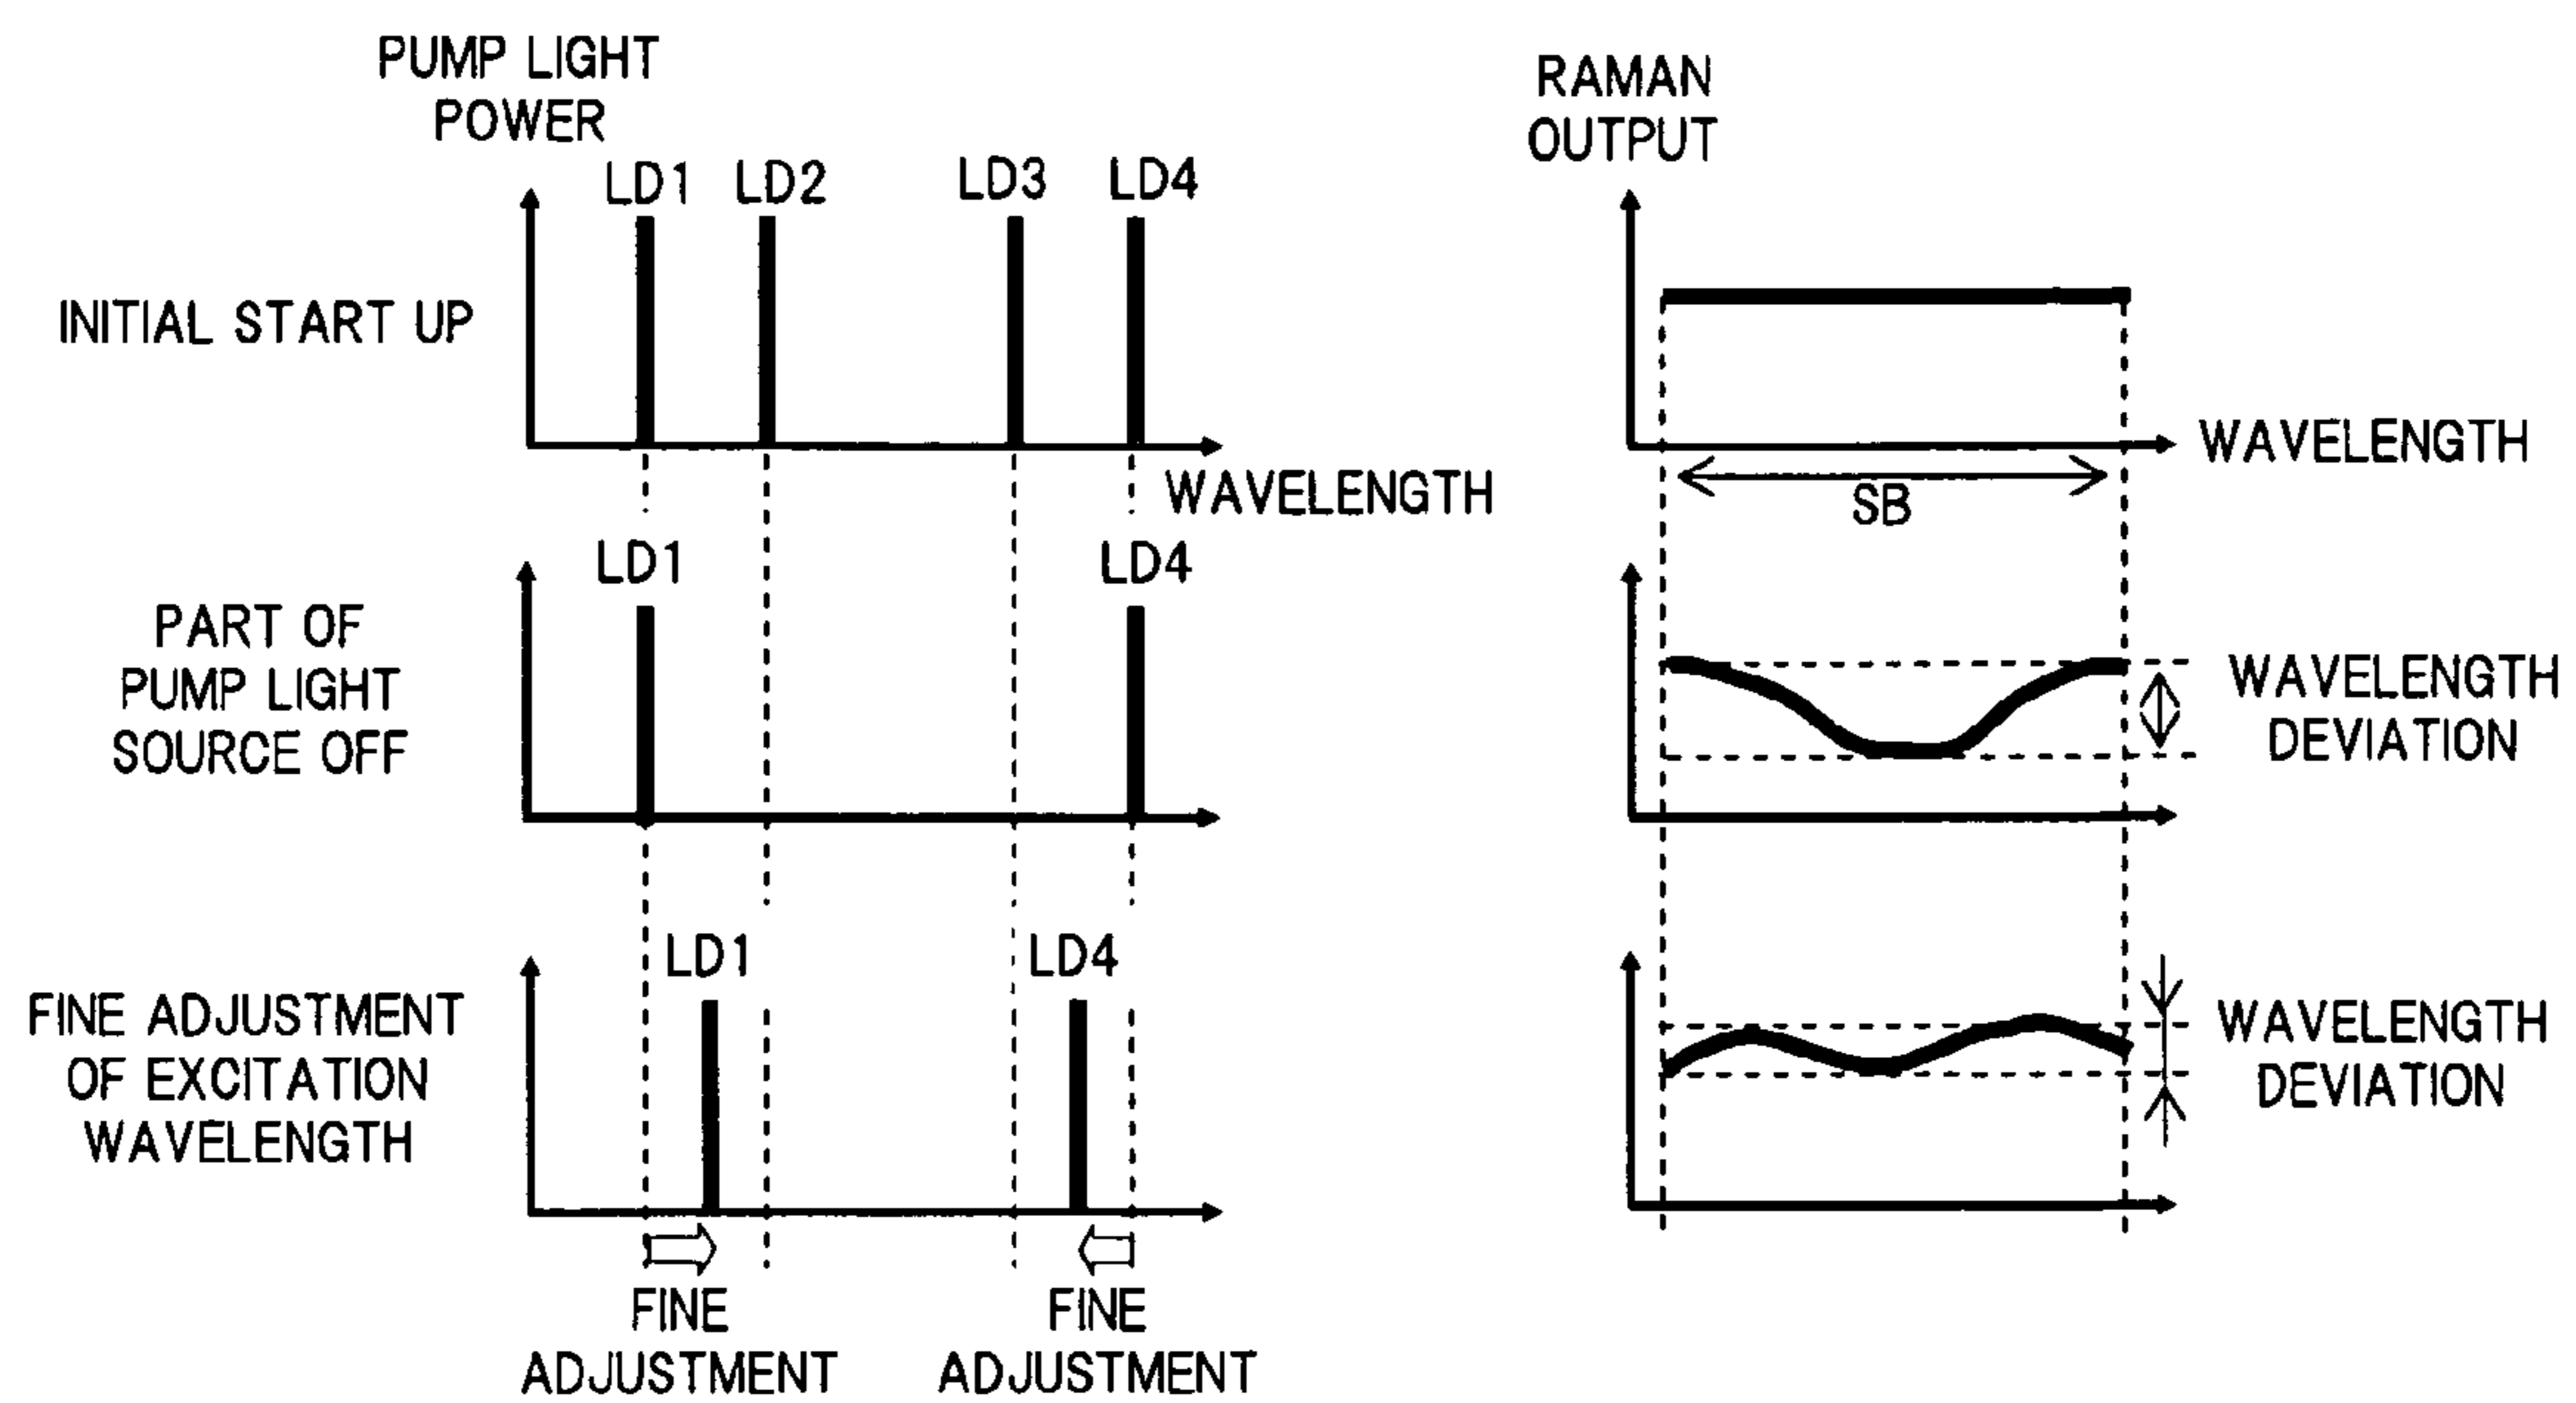 PUMP LIGHT
POWER
LD1 LD2 LD3 LD4
INITIAL START UP
WAVELENGTH
RAMAN
OUTPUT
WAVELENGTH
SB
LD1 LD4
PART OF
PUMP LIGHT
SOURCE OFF
WAVELENGTH
DEVIATION
LD1 LD4
FINE ADJUSTMENT
OF EXCITATION
WAVELENGTH
FINE
ADJUSTMENT
FINE
ADJUSTMENT
WAVELENGTH
DEVIATION